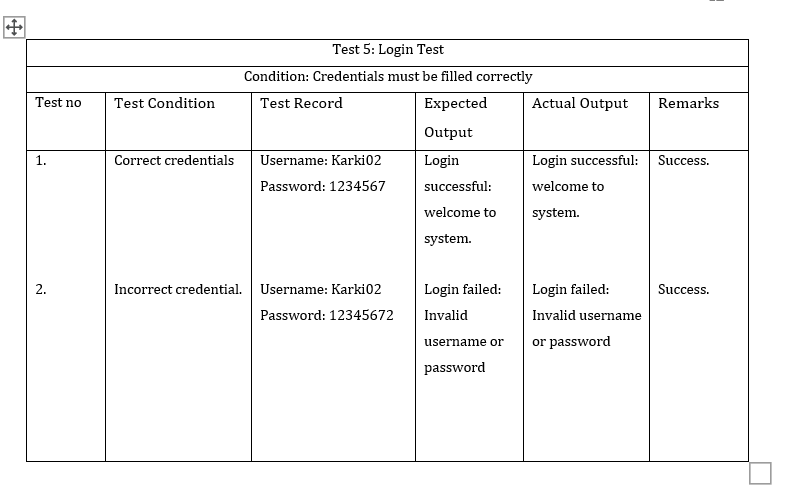 Test 5: Login Test
Condition: Credentials must be filled correctly
Test no
Test Condition
Test Record
Expected
Output
Actual Output
Remarks
1.
Correct credentials
Username: Karki02
Password: 1234567
Login
successful:
welcome to
system.
Login successful:
welcome to
system.
Success.
2.
Incorrect credential.
Username: Karki02
Password: 12345672
Login failed:
Invalid
username or
password
Login failed:
Invalid username
or password
Success.